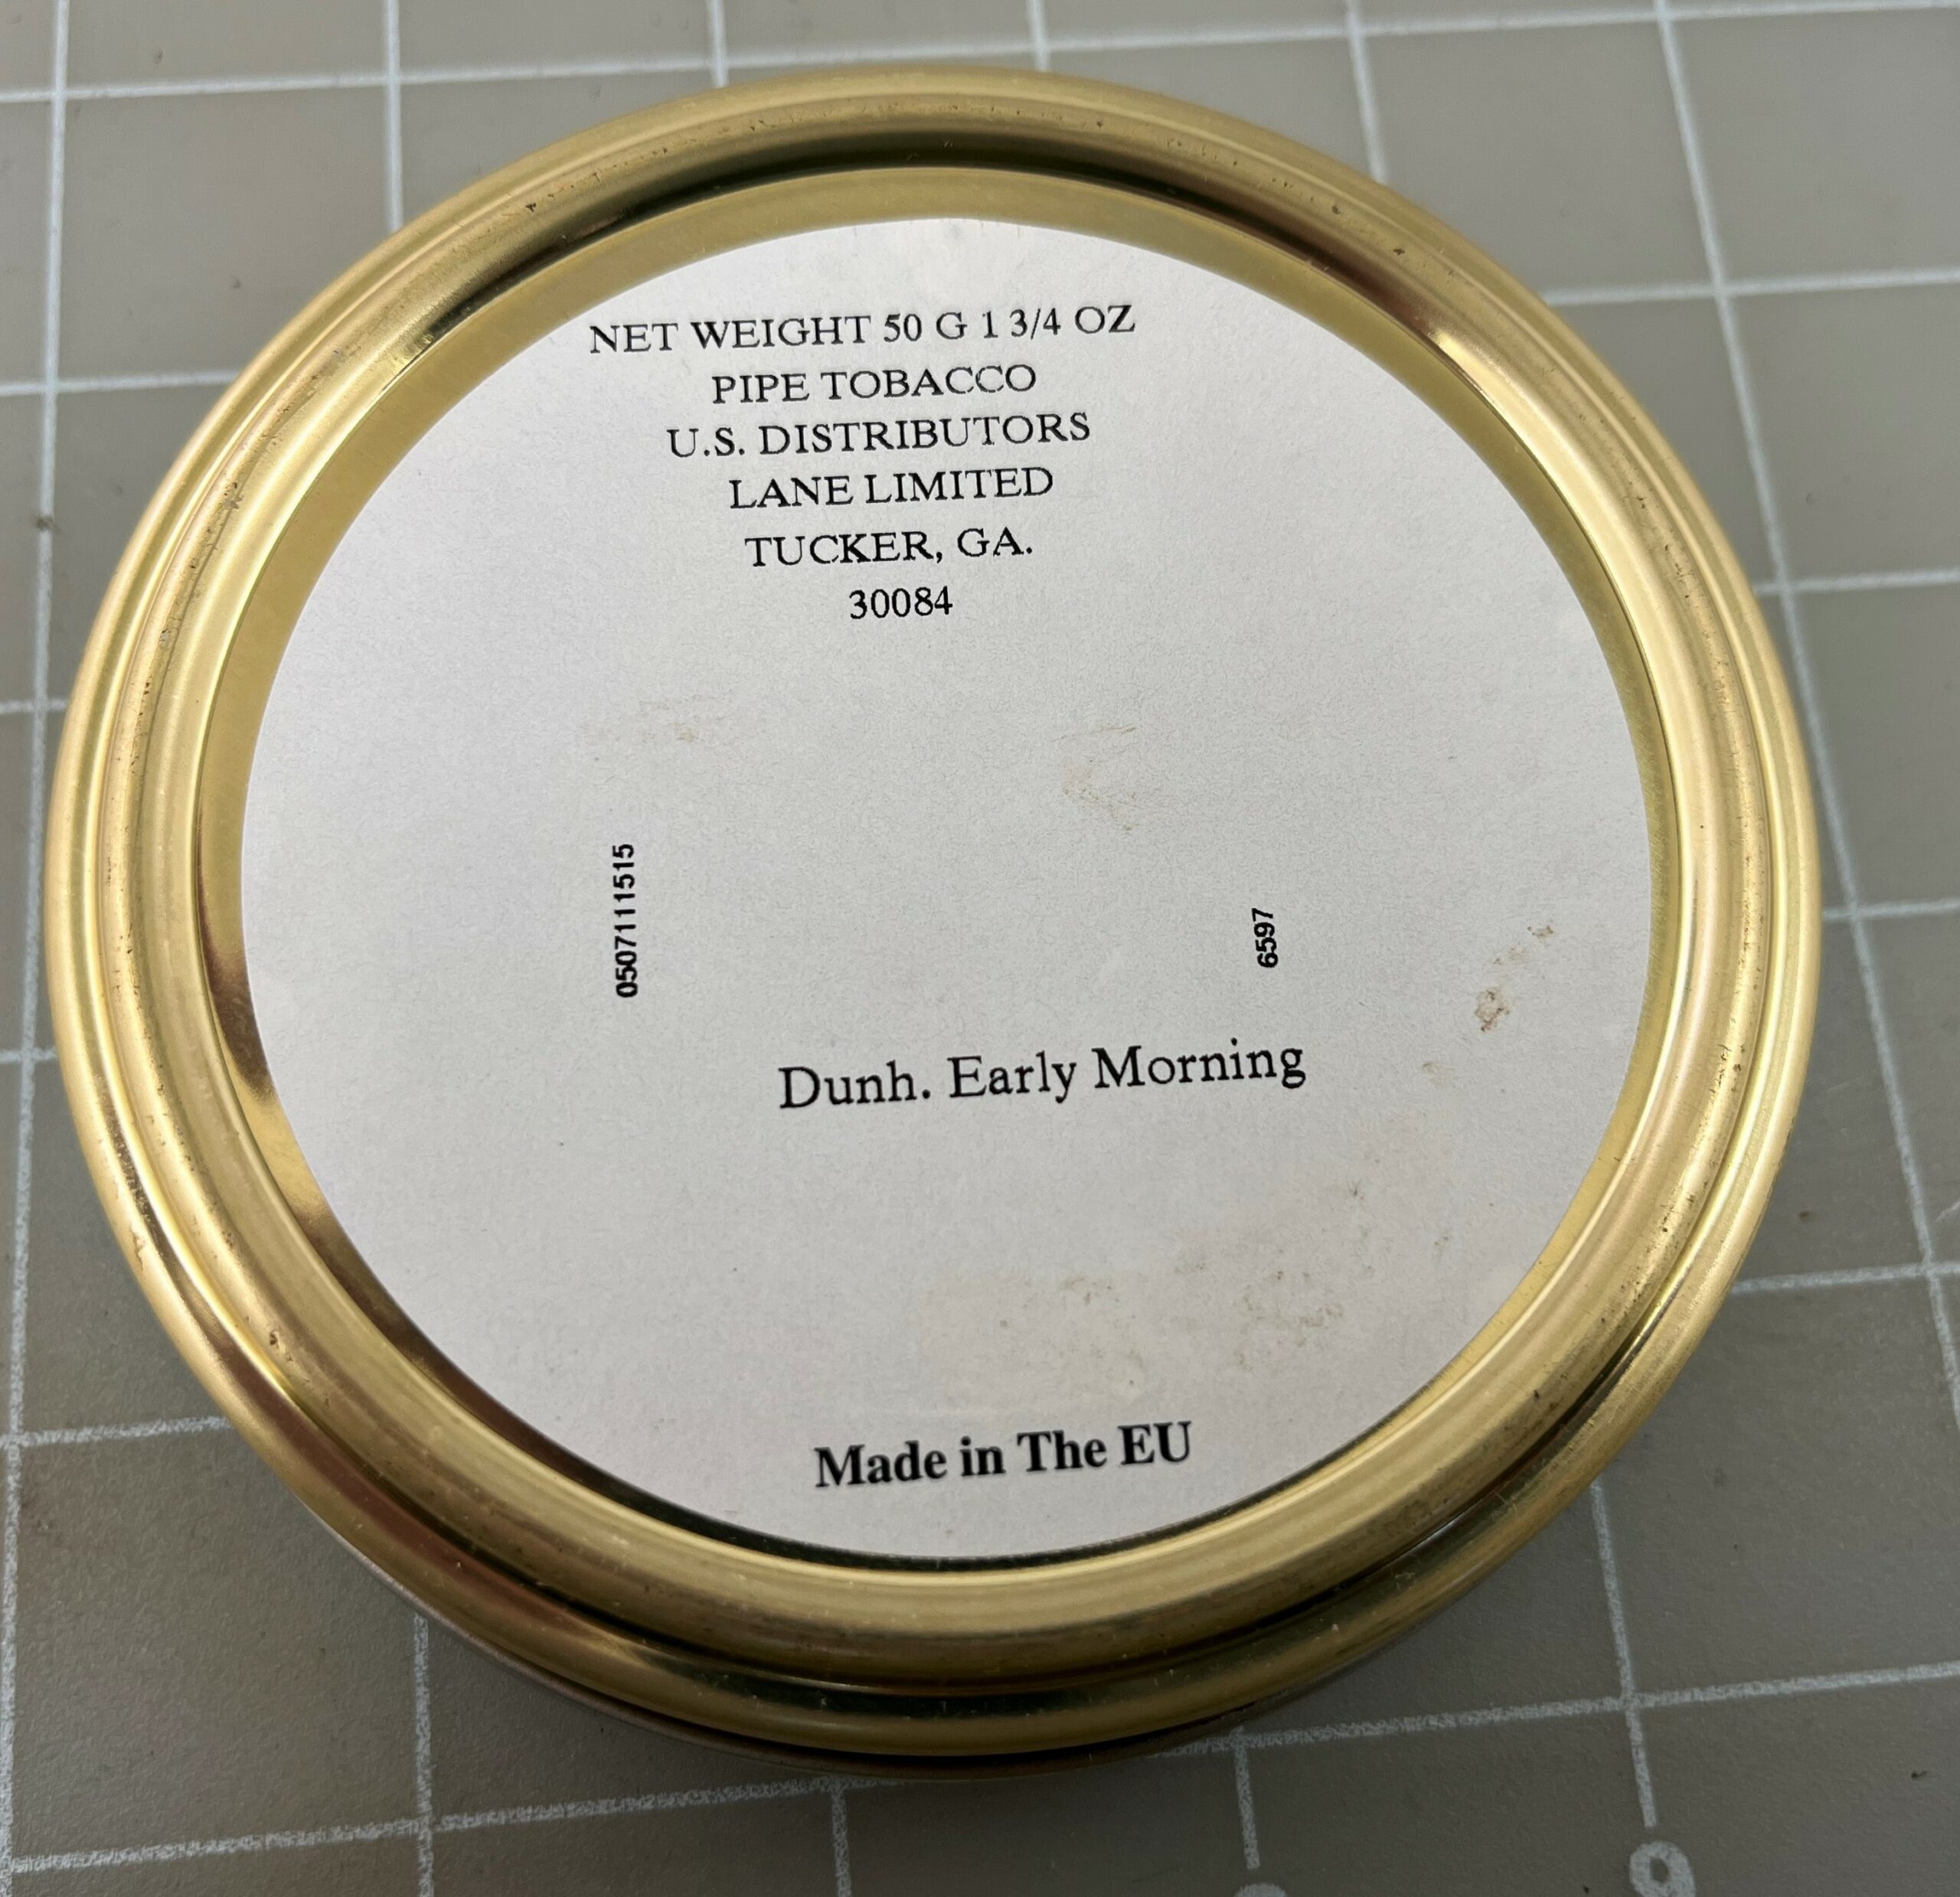 NET WEIGHT 50 G 1 3/4 OZ
PIPE TOBACCO
U.S. DISTRIBUTORS
LANE LIMITED
TUCKER, GA.
30084
0507111515
6597
Dunh. Early Morning
Made in The EU
9